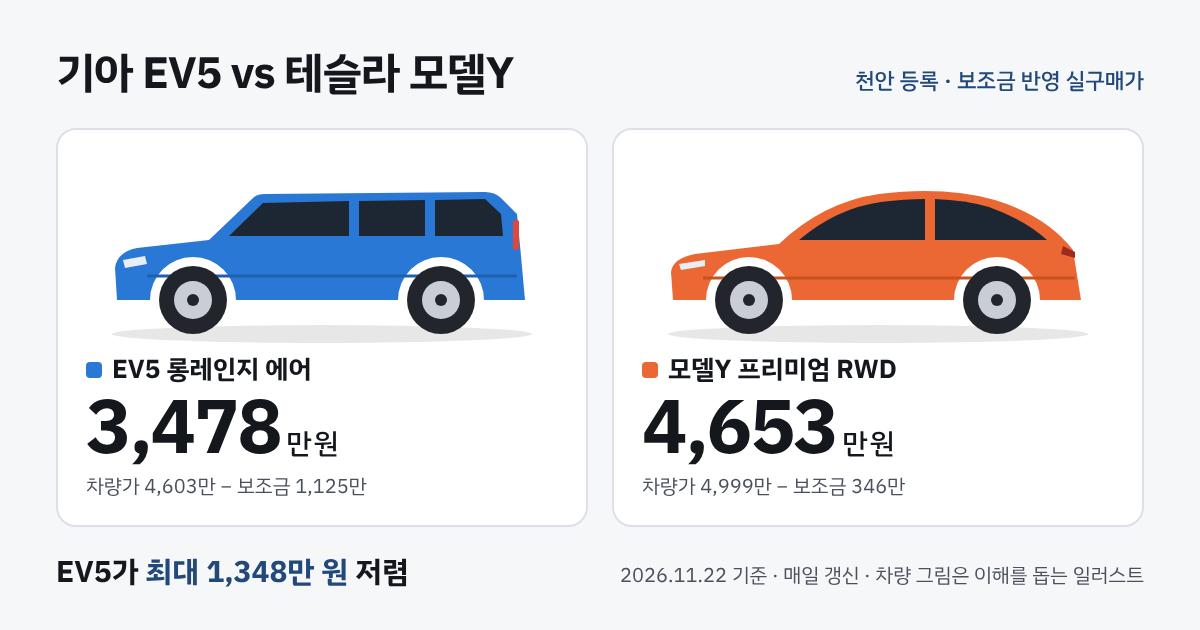 기아 EV5 vs 테슬라 모델Y
천안 등록 · 보조금 반영 실구매가
EV5 롱레인지 에어
3,478만원
차량가 4,603만 − 보조금 1,125만
모델Y 프리미엄 RWD
4,653만원
차량가 4,999만 − 보조금 346만
EV5가 최대 1,348만 원 저렴
2026.11.22 기준 · 매일 갱신 · 차량 그림은 이해를 돕는 일러스트